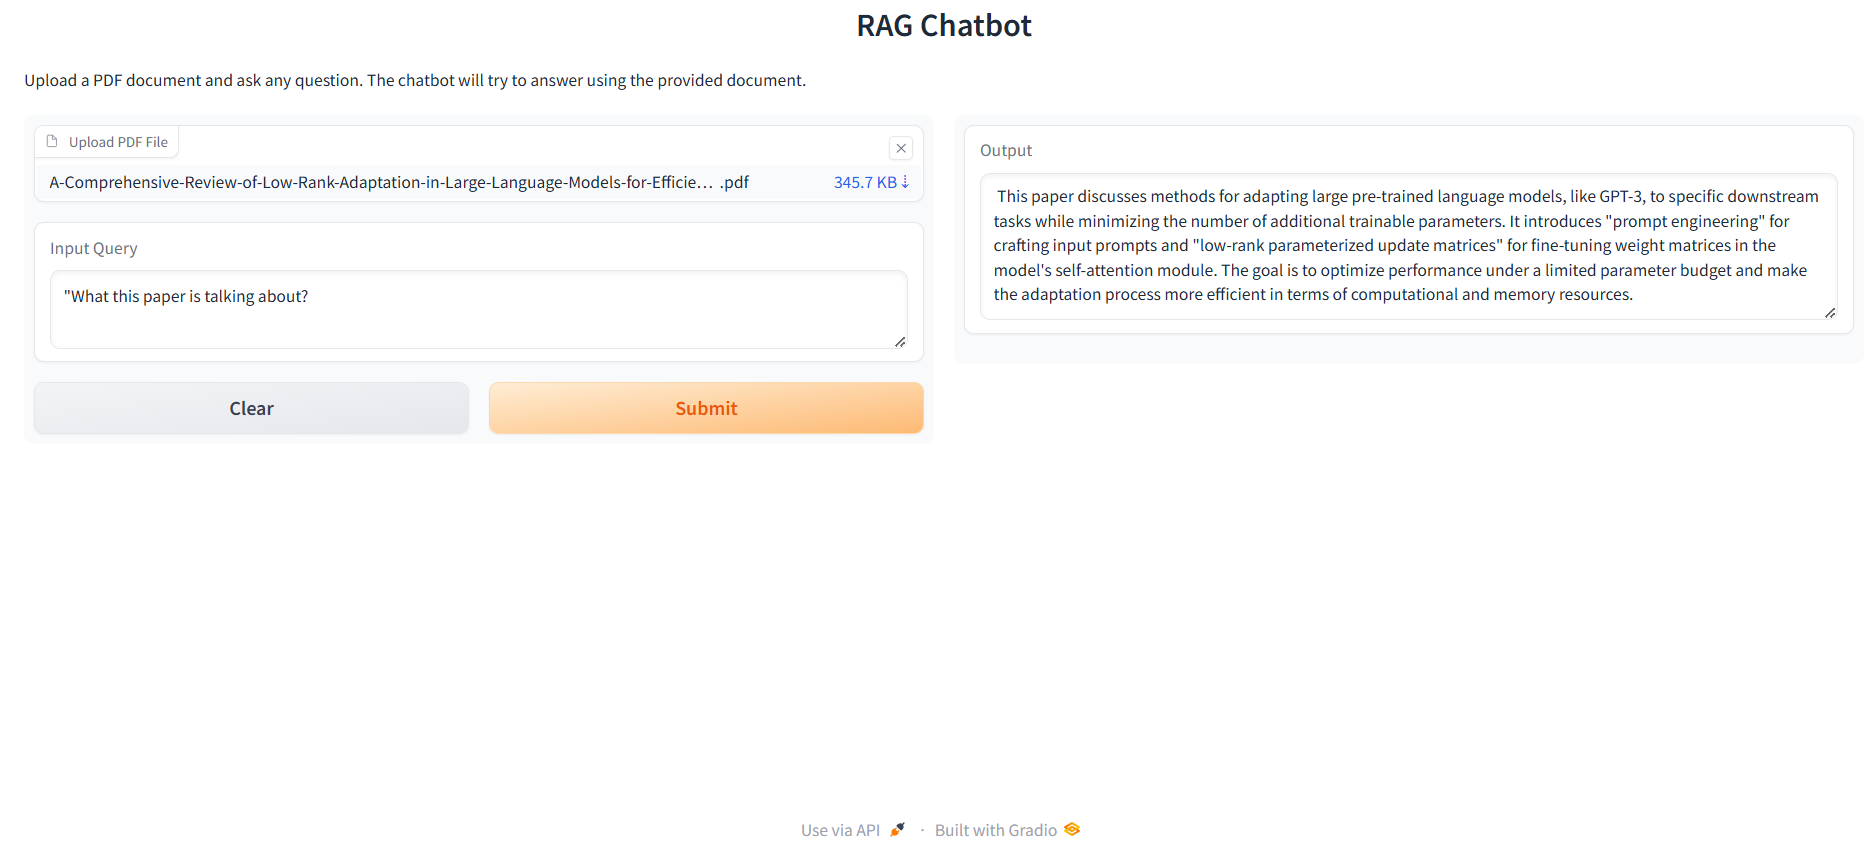 RAG Chatbot
Upload a PDF document and ask any question. The chatbot will try to answer using the provided document.
Upload PDF File
A-Comprehensive-Review-of-Low-Rank-Adaptation-in-Large-Language-Models-for-Efficie… .pdf 345.7 KB ⇣
Input Query
"What this paper is talking about?
Clear
Submit
Output
This paper discusses methods for adapting large pre-trained language models, like GPT-3, to specific downstream
tasks while minimizing the number of additional trainable parameters. It introduces "prompt engineering" for
crafting input prompts and "low-rank parameterized update matrices" for fine-tuning weight matrices in the
model's self-attention module. The goal is to optimize performance under a limited parameter budget and make
the adaptation process more efficient in terms of computational and memory resources.
Use via API · Built with Gradio